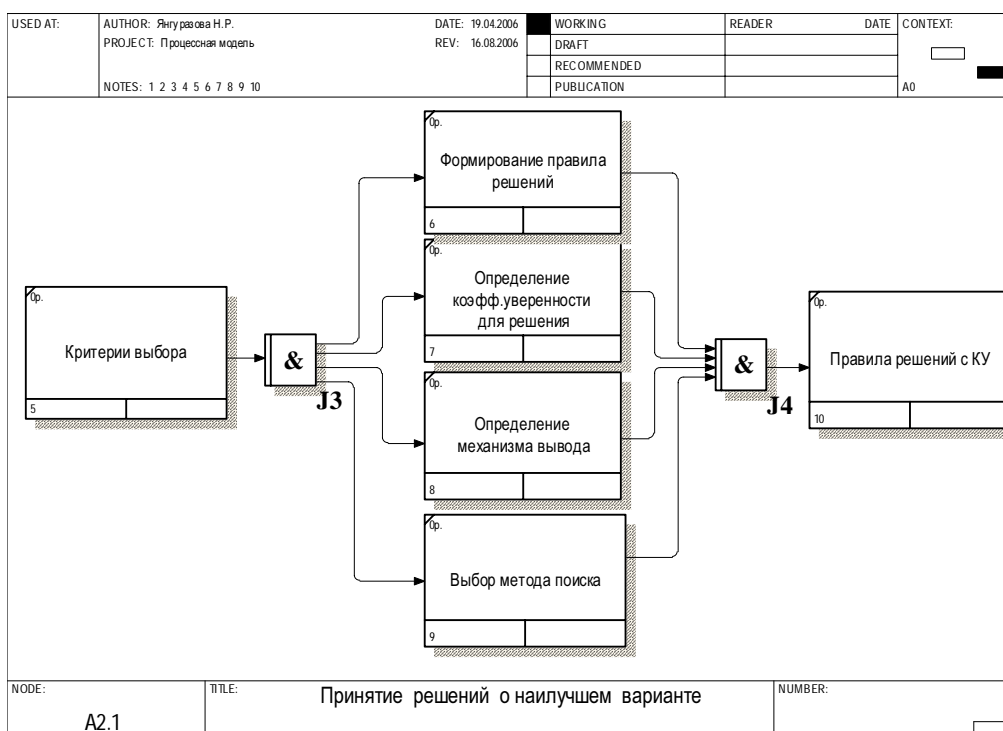 USED AT:
AUTHOR: Янгуразова Н.Р.
DATE: 19.04.2006
WORKING
READER
DATE
CONTEXT:
PROJECT: Процессная модель
REV: 16.08.2006
DRAFT
RECOMMENDED
NOTES: 1 2 3 4 5 6 7 8 9 10
PUBLICATION
A0
0р.
Формирование правила
решений
6
0р.
Определение
коэфф.уверенности
для решения
7
0р.
Критерии выбора
5
&
J3
0р.
Определение
механизма вывода
8
0р.
Выбор метода поиска
9
&
J4
0р.
Правила решений с КУ
10
NODE:
A2.1
TITLE:
Принятие решений о наилучшем варианте
NUMBER: